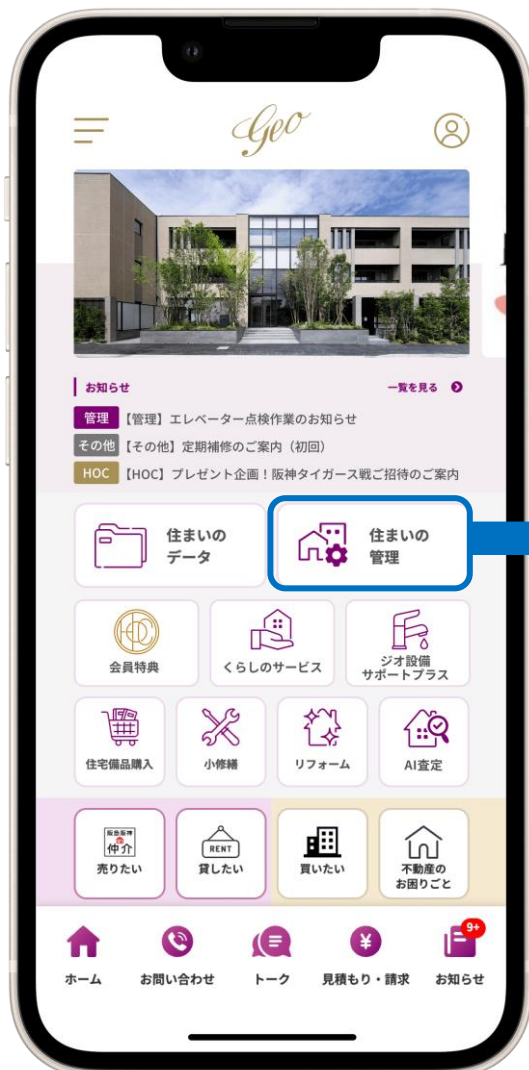 Geo
お知らせ
一覧を見る
管理 【管理】エレベーター点検作業のお知らせ
その他 【その他】定期補修のご案内（初回）
HOC 【HOC】プレゼント企画！阪神タイガース戦ご招待のご案内
住まいの
データ
住まいの
管理
会員特典
くらしのサービス
ジオ設備
サポートプラス
住宅備品購入
小修繕
リフォーム
AI査定
阪急阪神
仲介
売りたい
RENT
貸したい
買いたい
不動産の
お困りごと
9+
ホーム
お問い合わせ
トーク
見積もり・請求
お知らせ